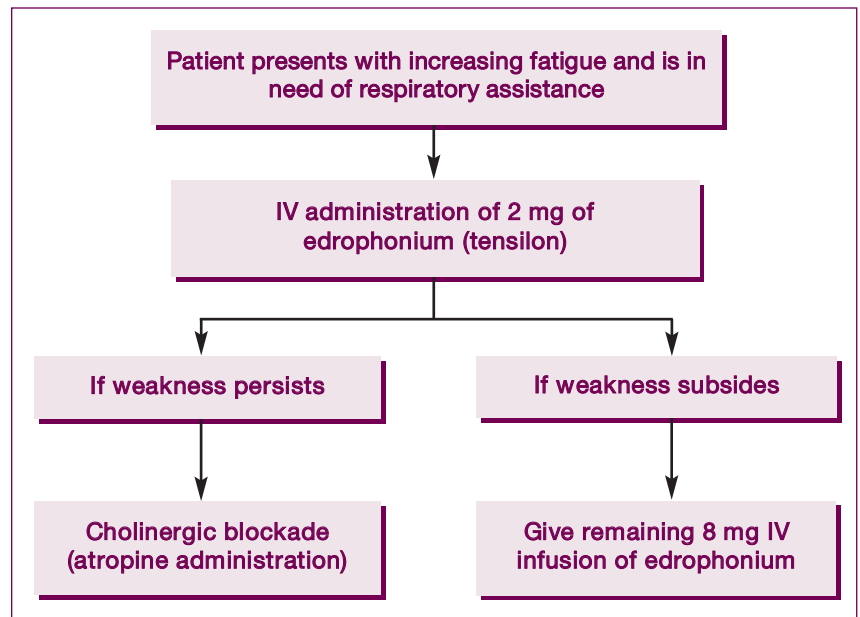 Patient presents with increasing fatigue and is in
need of respiratory assistance
IV administration of 2 mg of
edrophonium (tensilon)
If weakness persists
If weakness subsides
Cholinergic blockade
(atropine administration)
Give remaining 8 mg IV
infusion of edrophonium